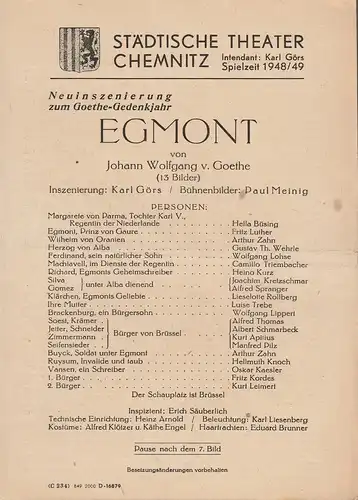 STÄDTISCHE THEATER
CHEMNITZ
Intendant: Karl Görs
Spielzeit 1948/49
Neuinszenierung
zum Goethe-Gedenkjahr
EGMONT
von
Johann Wolfgang v. Goethe
(13 Bilder)
Inszenierung: Karl Görs / Bühnenbilder: Paul Meinig
PERSONEN:
Margarete von Parma, Tochter Karl V.,
Regentin der Niederlande . . . . . . . . . . Hella Büsing
Egmont, Prinz von Gaure . . . . . . . . . . Fritz Luther
Wilhelm von Oranien . . . . . . . . . . Arthur Zahn
Herzog von Alba . . . . . . . . . . Gustav Th. Wehrle
Ferdinand, sein natürlicher Sohn . . . . . . . . . . Wolfgang Lohse
Machiavell, im Dienste der Regentin . . . . . . . . . . Camillo Triembacher
Richard, Egmonts Geheimschreiber . . . . . . . . . . Heino Kurz
Silva } unter Alba dienend . . . . . . . . . . { Joachim Kretzschmar
Gomez . . . . . . . . . . Alfred Spranger
Klärchen, Egmonts Geliebte . . . . . . . . . . Lieselotte Rollberg
Ihre Mutter . . . . . . . . . . Luise Trebe
Brackenburg, ein Bürgersohn . . . . . . . . . . Wolfgang Lippert
Soest, Krämer } Bürger von Brüssel . . . . . . . . . . { Alfred Thomas
Jetter, Schneider . . . . . . . . . . Albert Schmarbeck
Zimmermann . . . . . . . . . . Kurt Apitius
Seifensieder . . . . . . . . . . Manfred Pilz
Buyck, Soldat unter Egmont . . . . . . . . . . Arthur Zahn
Ruysum, Invalide und taub . . . . . . . . . . Hellmuth Knoch
Vansen, ein Schreiber . . . . . . . . . . Oskar Kaesler
1. Bürger . . . . . . . . . . Fritz Kordes
2. Bürger . . . . . . . . . . Kurt Leimert
Der Schauplatz ist Brüssel
Inspizient: Erich Säuberlich
Technische Einrichtung: Heinz Arnold / Beleuchtung: Karl Liesenberg
Kostüme: Alfred Klötzer u. Käthe Engel / Haartrachten: Eduard Brunner
Pause nach dem 7. Bild
Besetzungsänderungen vorbehalten
(C 274) 849 2000 D-16879